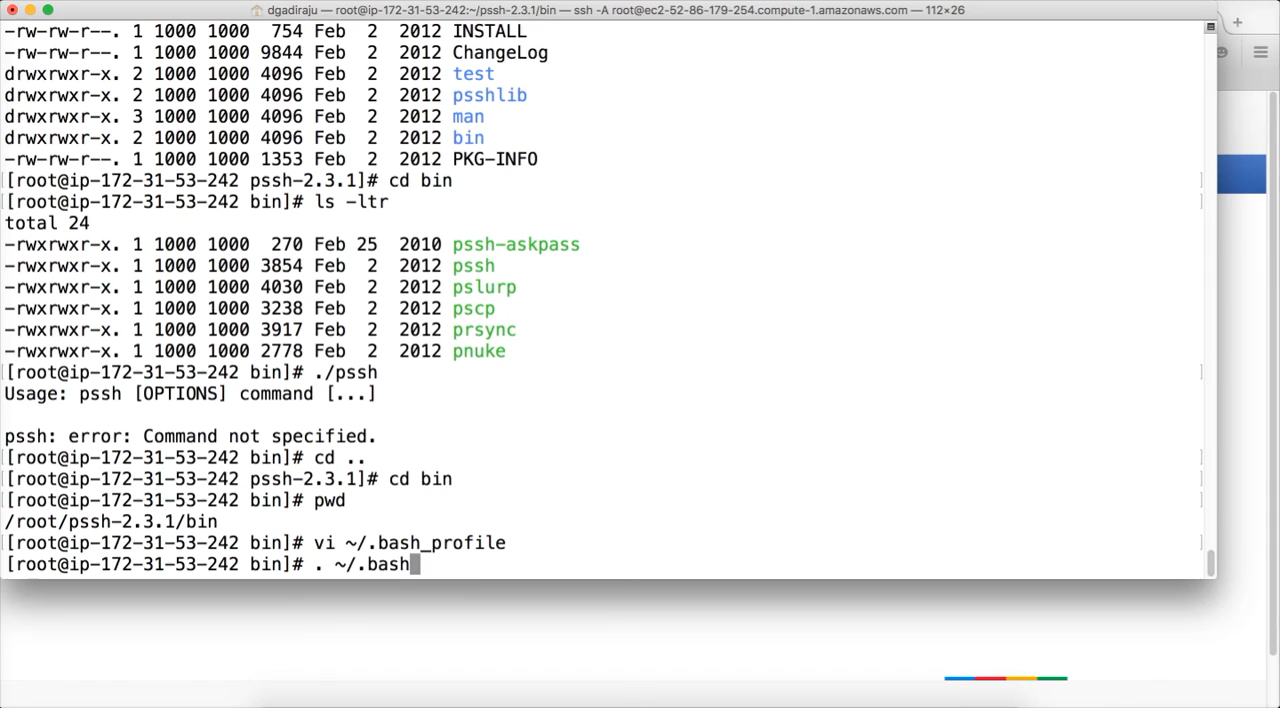 dgadiraju — root@ip-172-31-53-242:~/pssh-2.3.1/bin — ssh -A root@ec2-52-86-179-254.compute-1.amazonaws.com — 112×26
-rw-rw-r--. 1 1000 1000  754 Feb  2  2012 INSTALL
-rw-rw-r--. 1 1000 1000 9844 Feb  2  2012 ChangeLog
drwxrwxr-x. 2 1000 1000 4096 Feb  2  2012 test
drwxrwxr-x. 2 1000 1000 4096 Feb  2  2012 psshlib
drwxrwxr-x. 3 1000 1000 4096 Feb  2  2012 man
drwxrwxr-x. 2 1000 1000 4096 Feb  2  2012 bin
-rw-rw-r--. 1 1000 1000 1353 Feb  2  2012 PKG-INFO
[root@ip-172-31-53-242 pssh-2.3.1]# cd bin
[root@ip-172-31-53-242 bin]# ls -ltr
total 24
-rwxrwxr-x. 1 1000 1000  270 Feb 25  2010 pssh-askpass
-rwxrwxr-x. 1 1000 1000 3854 Feb  2  2012 pssh
-rwxrwxr-x. 1 1000 1000 4030 Feb  2  2012 pslurp
-rwxrwxr-x. 1 1000 1000 3238 Feb  2  2012 pscp
-rwxrwxr-x. 1 1000 1000 3917 Feb  2  2012 prsync
-rwxrwxr-x. 1 1000 1000 2778 Feb  2  2012 pnuke
[root@ip-172-31-53-242 bin]# ./pssh
Usage: pssh [OPTIONS] command [...]
pssh: error: Command not specified.
[root@ip-172-31-53-242 bin]# cd ..
[root@ip-172-31-53-242 pssh-2.3.1]# cd bin
[root@ip-172-31-53-242 bin]# pwd
/root/pssh-2.3.1/bin
[root@ip-172-31-53-242 bin]# vi ~/.bash_profile
[root@ip-172-31-53-242 bin]# . ~/.bash